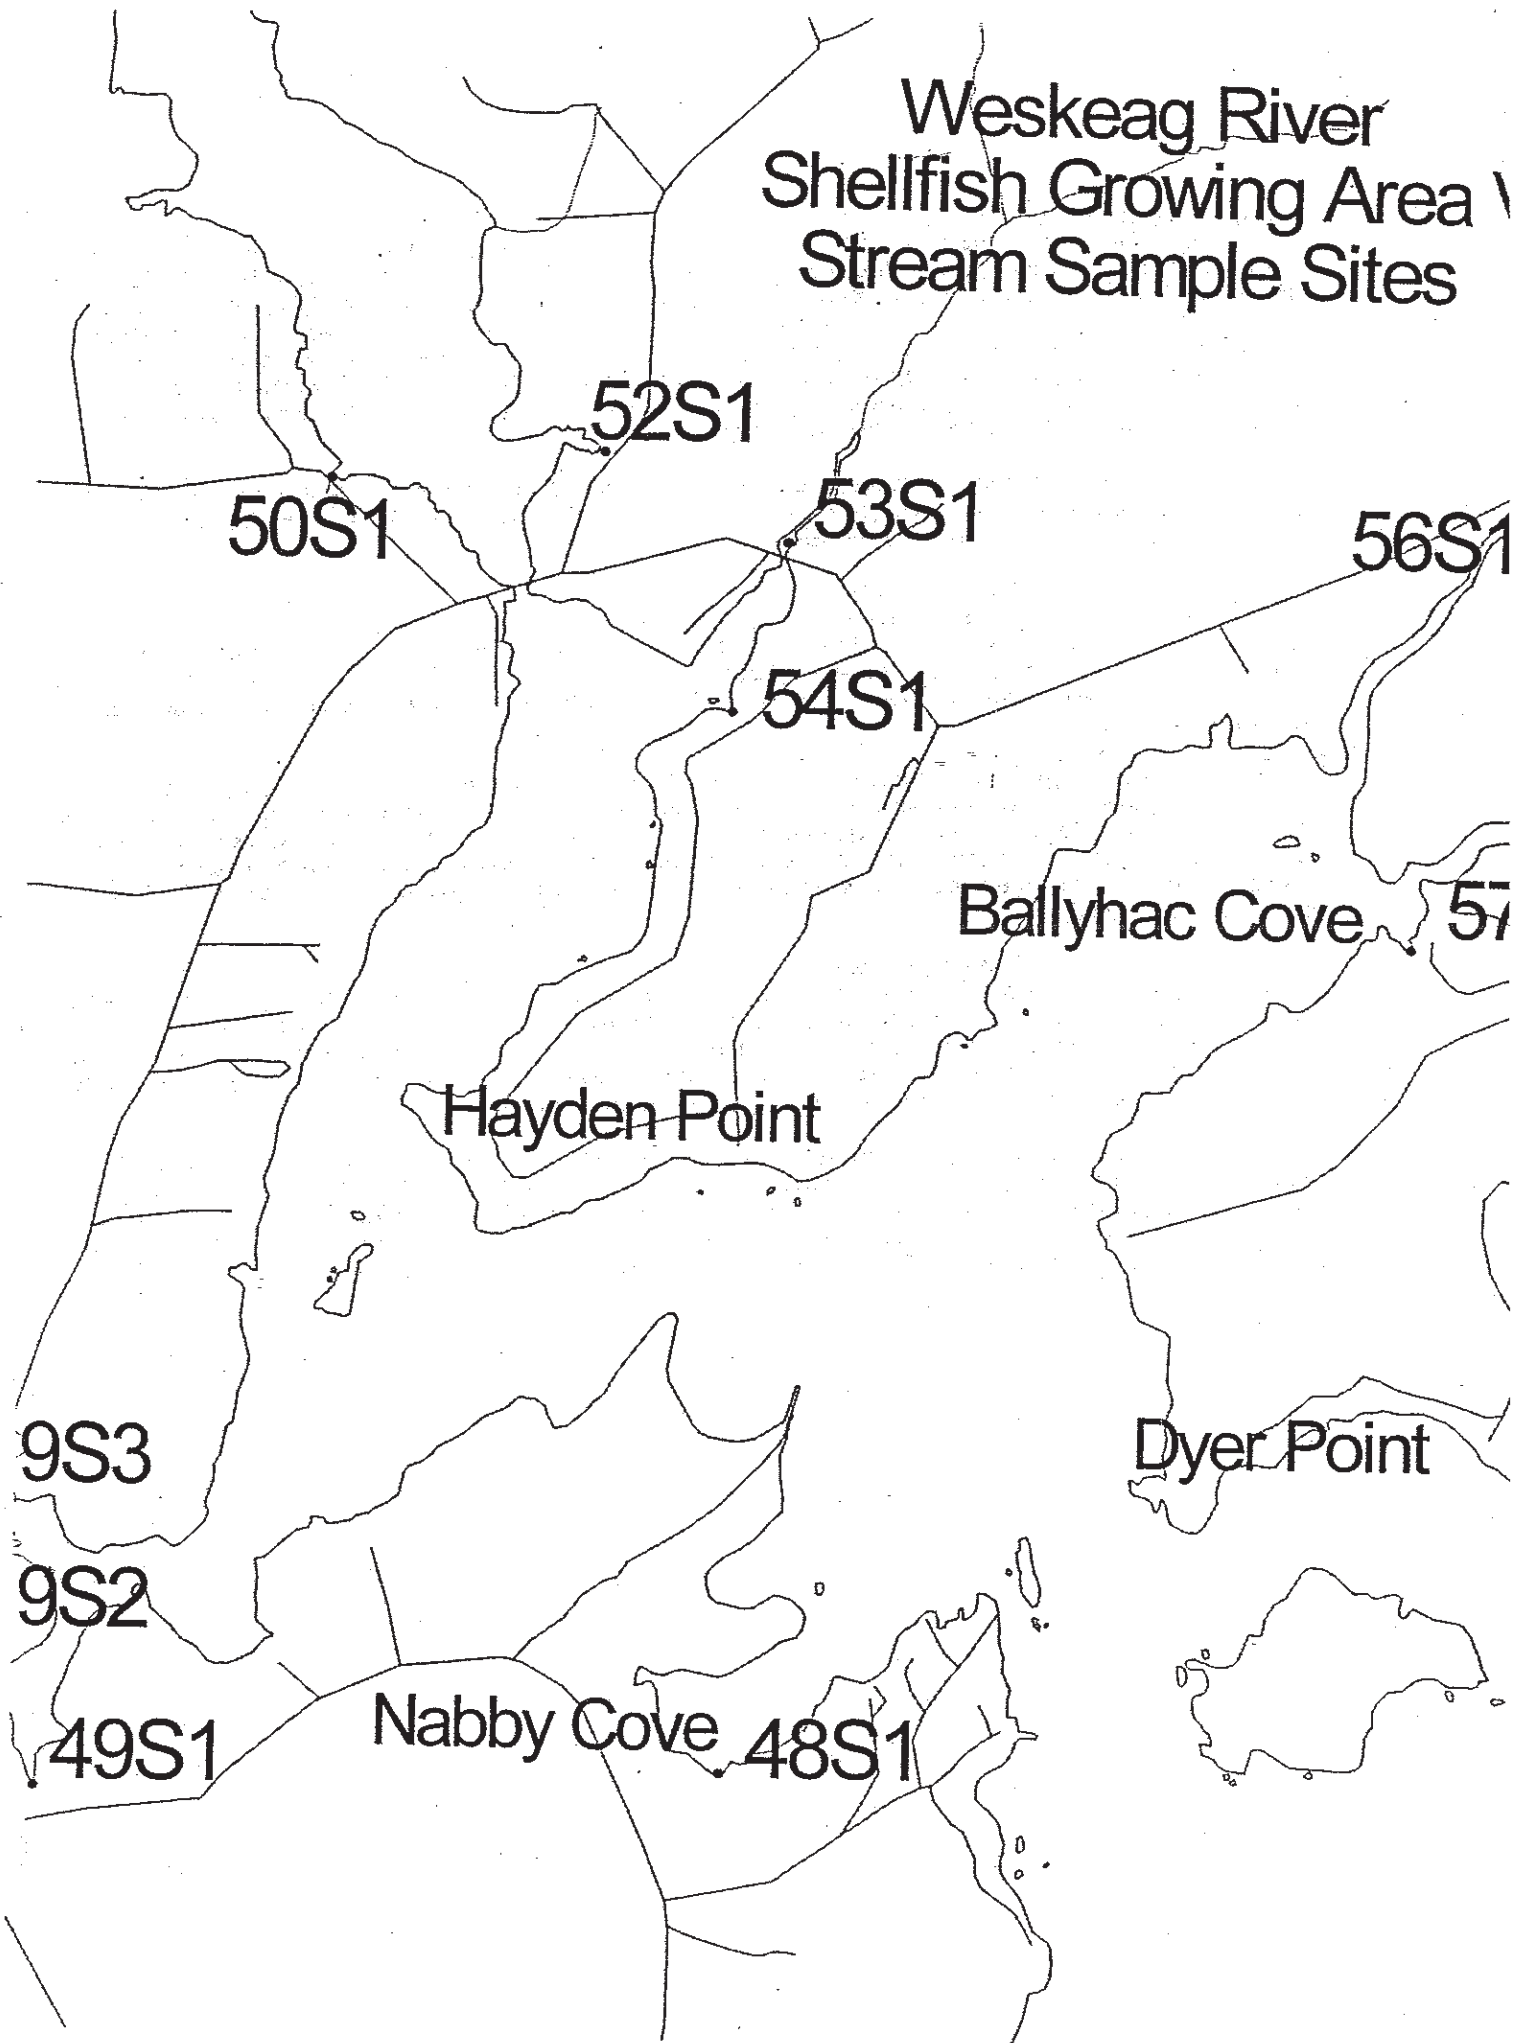 Weskeag River
Shellfish Growing Area
Stream Sample Sites
52S1
50S1
53S1
56S1
54S1
Ballyhac Cove
57
Hayden Point
Dyer Point
9S3
9S2
Nabby Cove
49S1
48S1